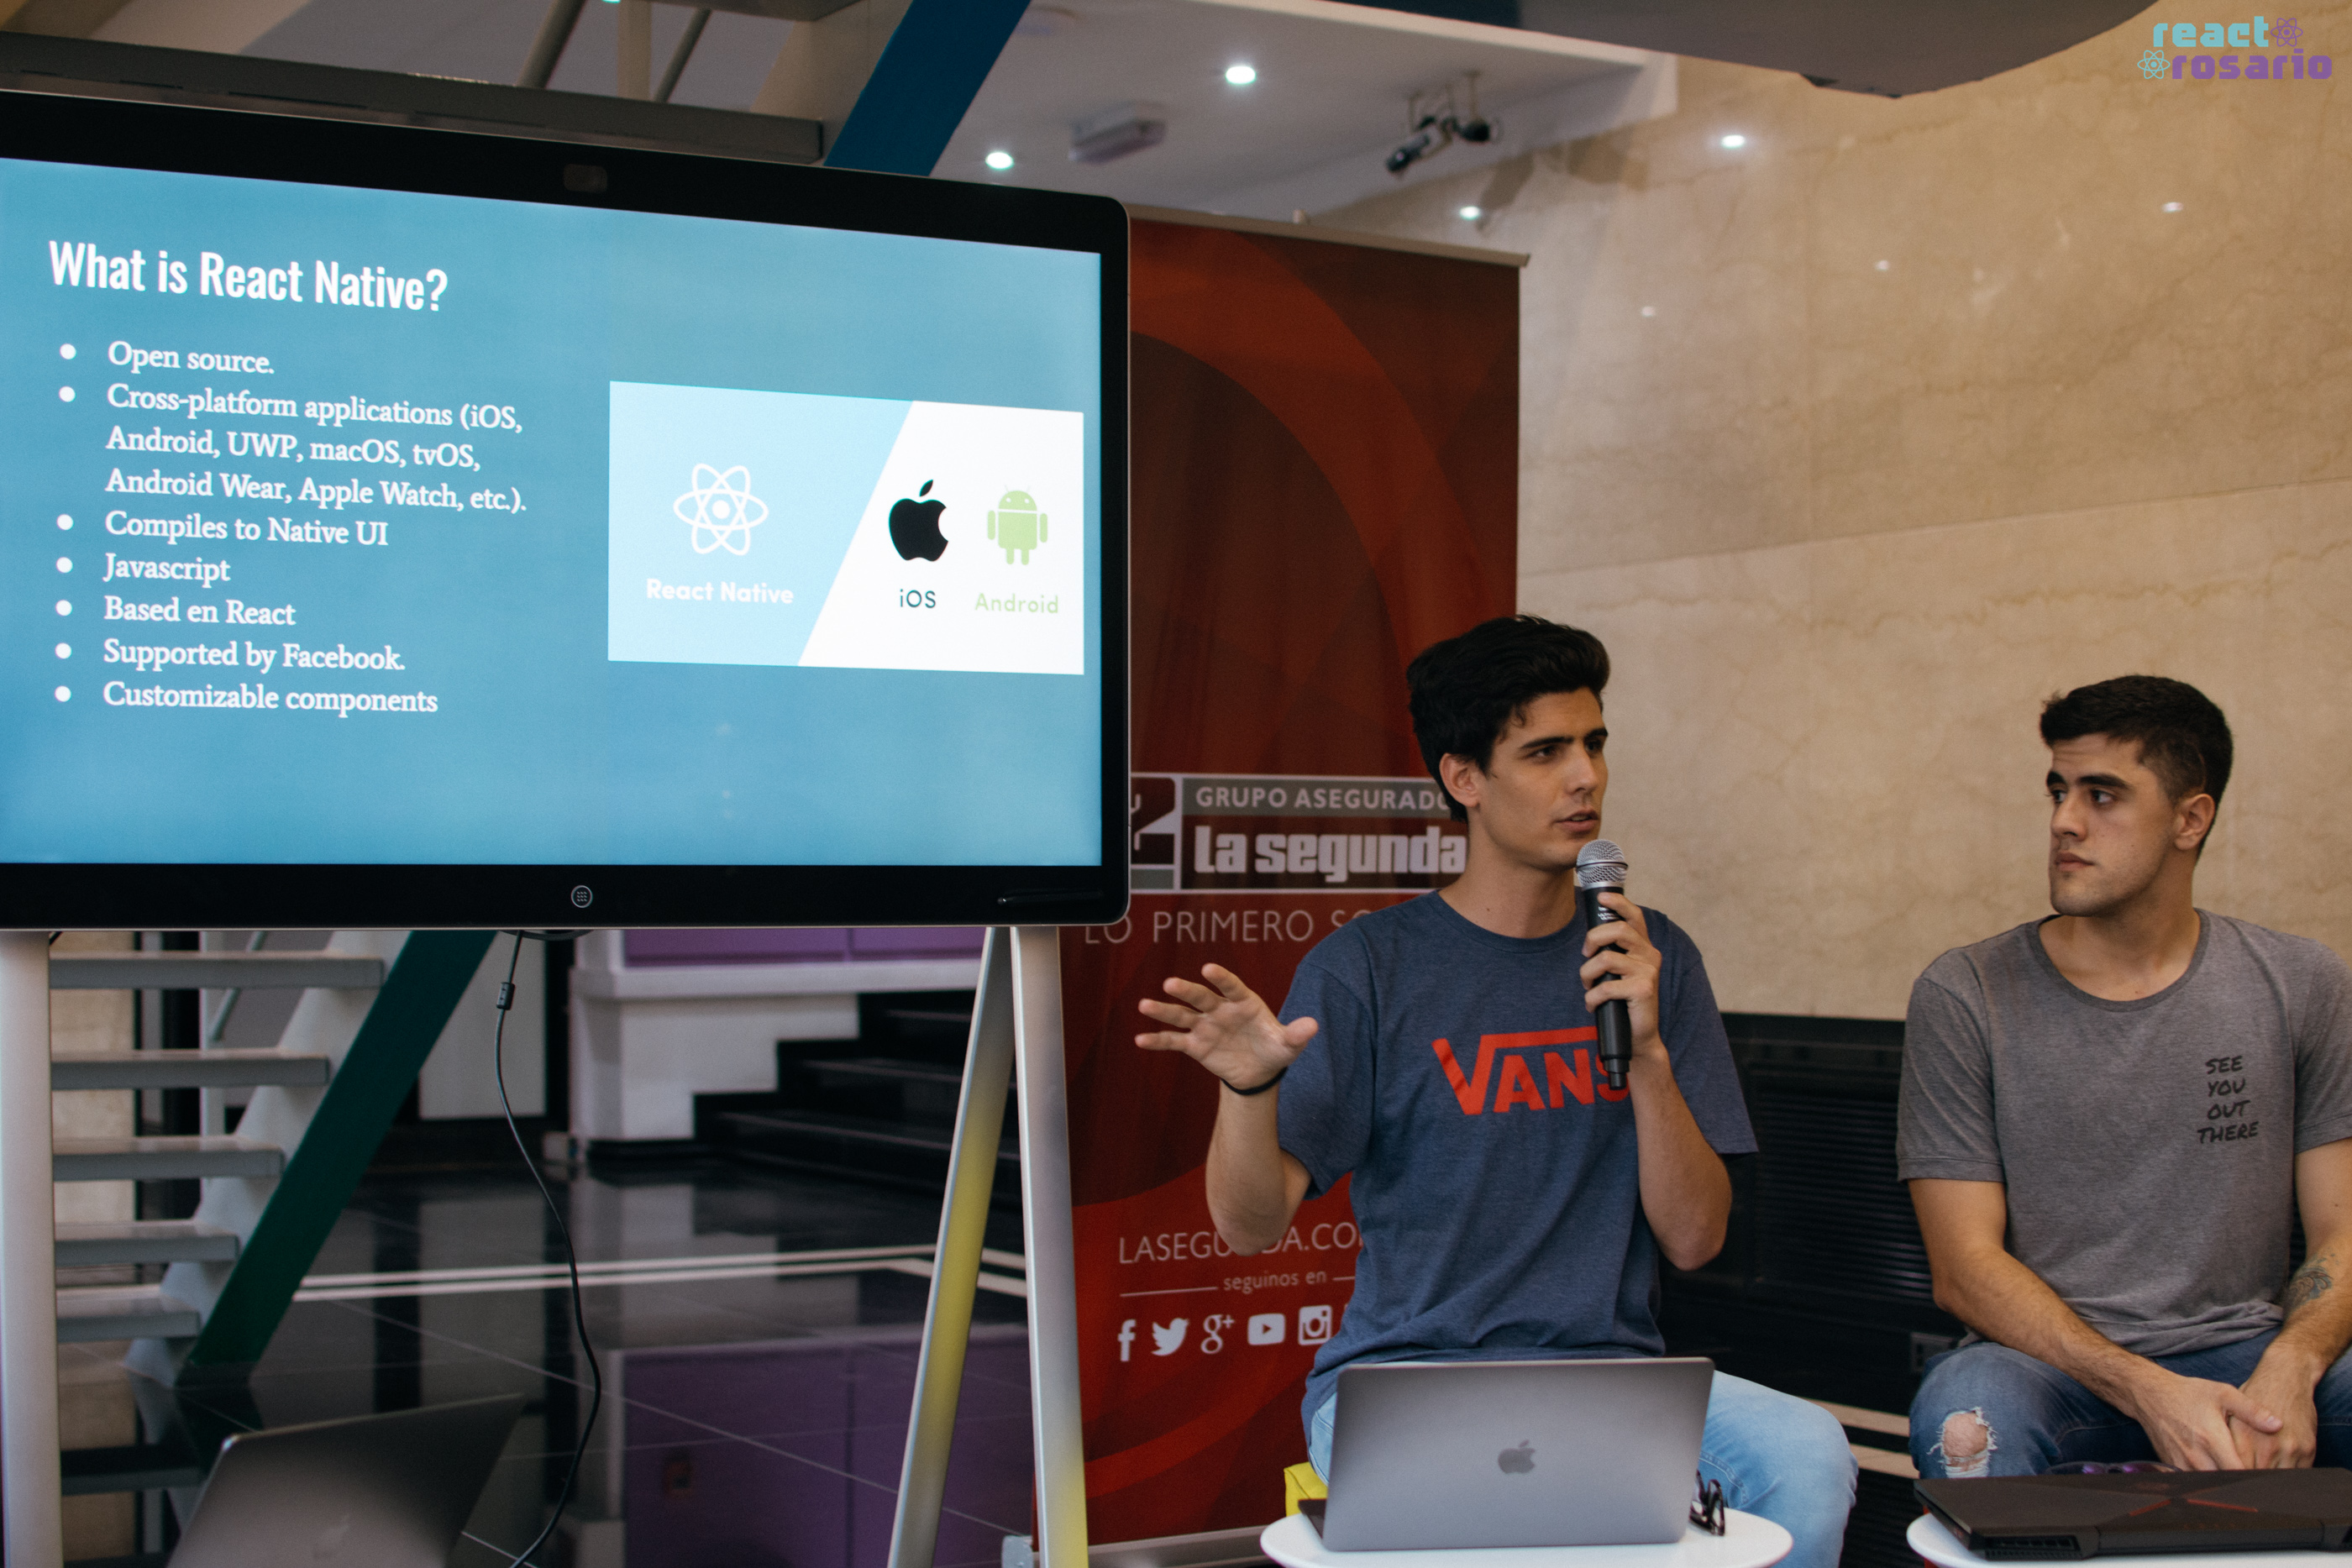 react
rosario
What is React Native?
● Open source.
● Cross-platform applications (iOS,
Android, UWP, macOS, tvOS,
Android Wear, Apple Watch, etc.).
● Compiles to Native UI
● Javascript
● Based en React
● Supported by Facebook.
● Customizable components
React Native
iOS
Android
GRUPO ASEGURADO
La segunda
LO PRIMERO
seguinos en
VANS
SEE
YOU
OUT
THERE